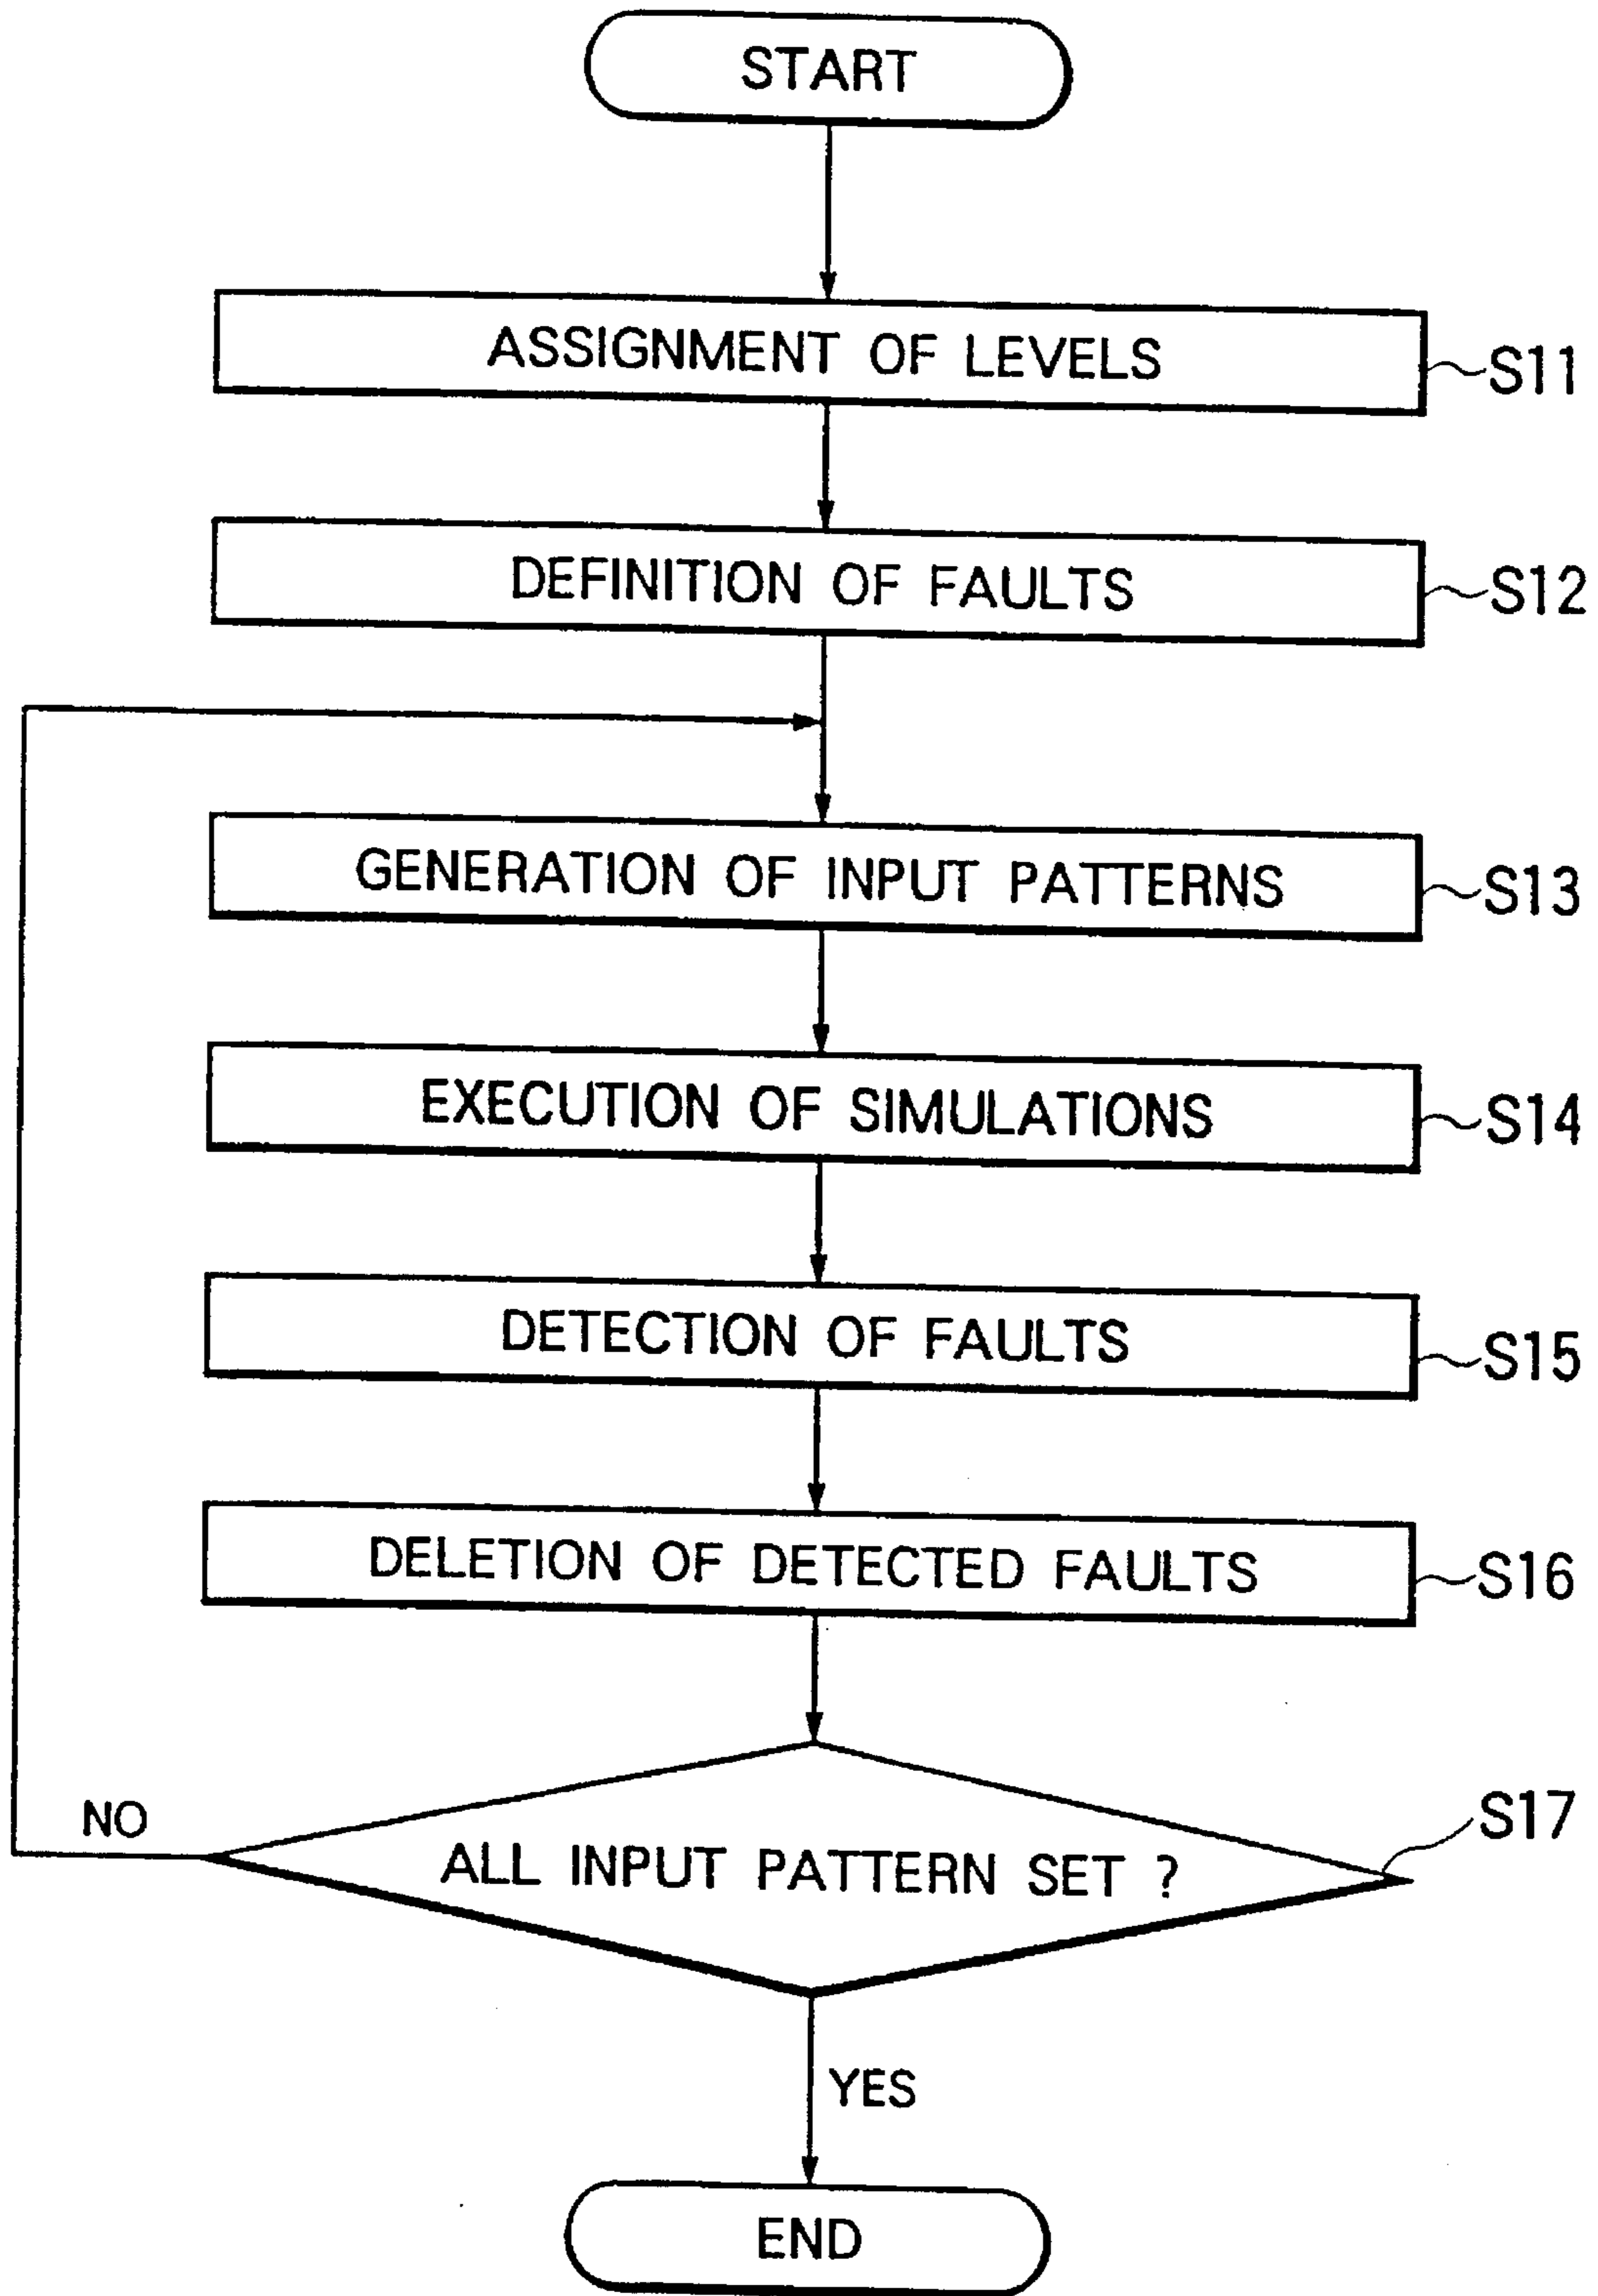 START
ASSIGNMENT OF LEVELS
S11
DEFINITION OF FAULTS
S12
GENERATION OF INPUT PATTERNS
S13
EXECUTION OF SIMULATIONS
S14
DETECTION OF FAULTS
S15
DELETION OF DETECTED FAULTS
S16
NO
ALL INPUT PATTERN SET ?
S17
YES
END